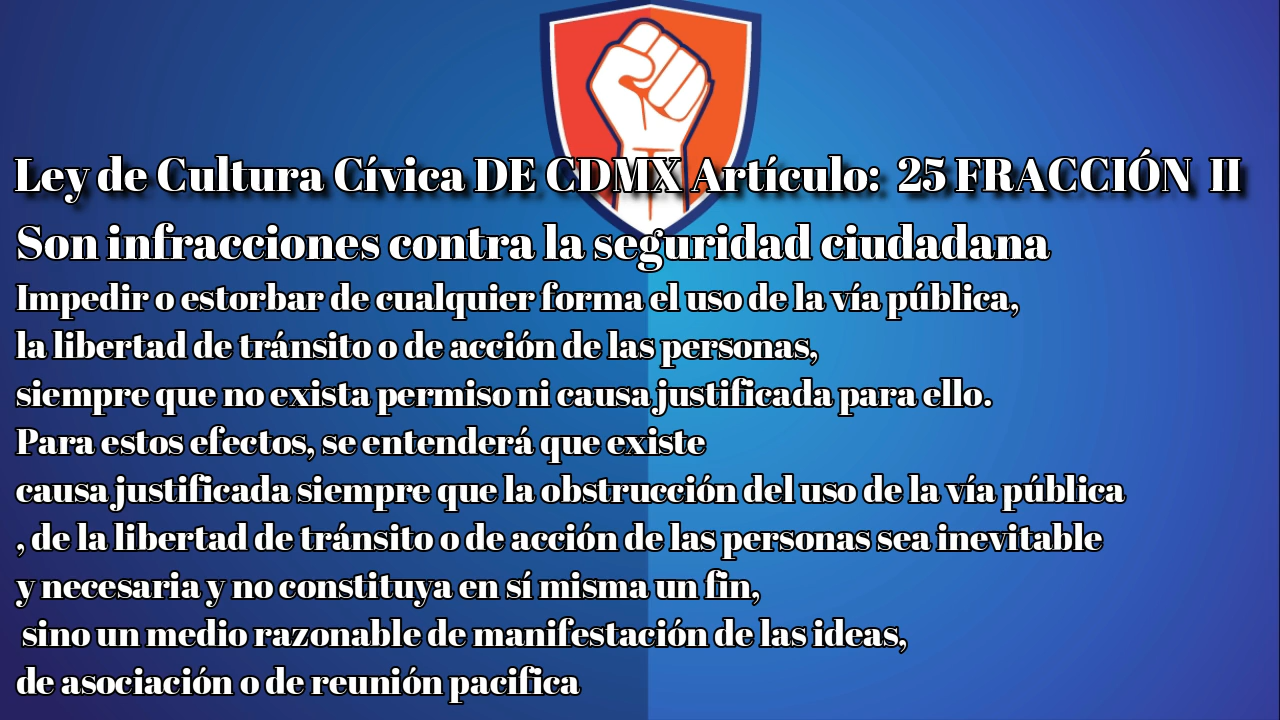 Ley de Cultura Cívica DE CDMX Artículo: 25 FRACCIÓN II
Son infracciones contra la seguridad ciudadana
Impedir o estorbar de cualquier forma el uso de la vía pública,
la libertad de tránsito o de acción de las personas,
siempre que no exista permiso ni causa justificada para ello.
Para estos efectos, se entenderá que existe
causa justificada siempre que la obstrucción del uso de la vía pública
, de la libertad de tránsito o de acción de las personas sea inevitable
y necesaria y no constituya en sí misma un fin,
sino un medio razonable de manifestación de las ideas,
de asociación o de reunión pacifica